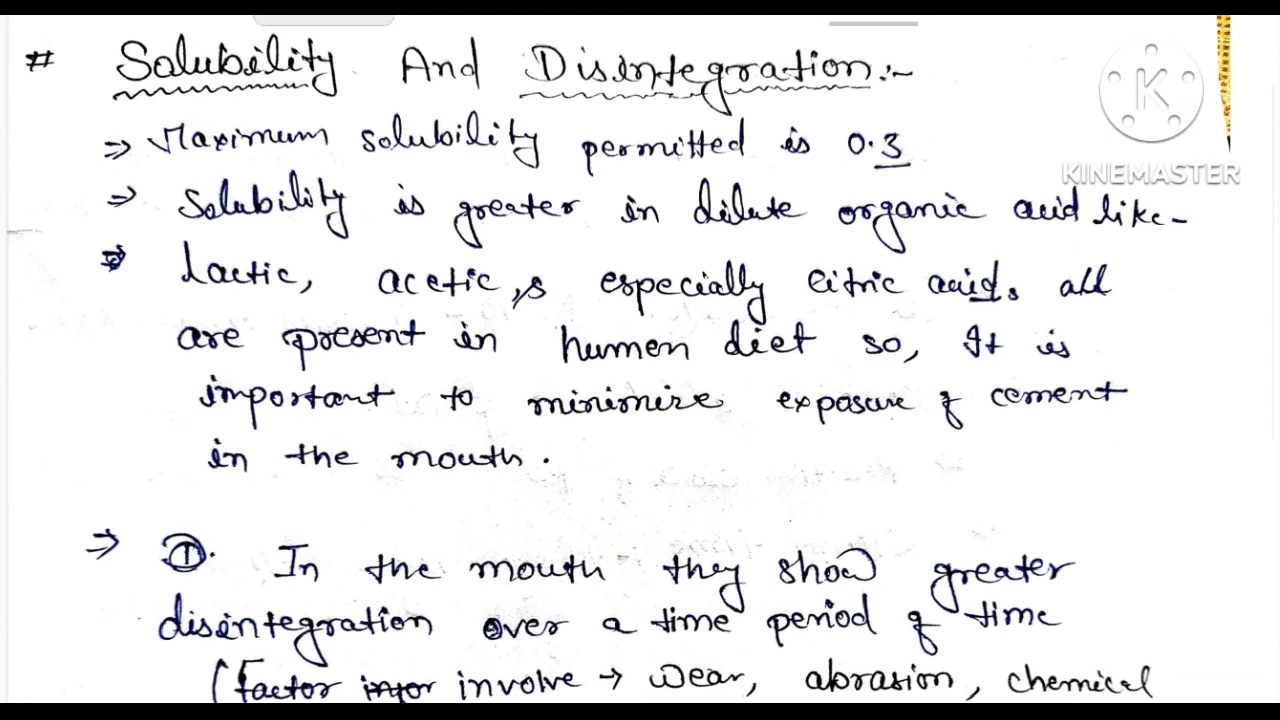 # Solubility And Disintegration :-
⇒ Maximum solubility permitted is 0.3
⇒ Solubility is greater in dilute organic acid like-
Lactic, acetic, & especially citric acid. all
are present in humen diet so, It is
important to minimize exposure of cement
in the mouth.
⇒ ①. In the mouth they show greater
disintegration over a time period of time
(Factor involve → wear, abrasion, chemical
K
KINEMASTER